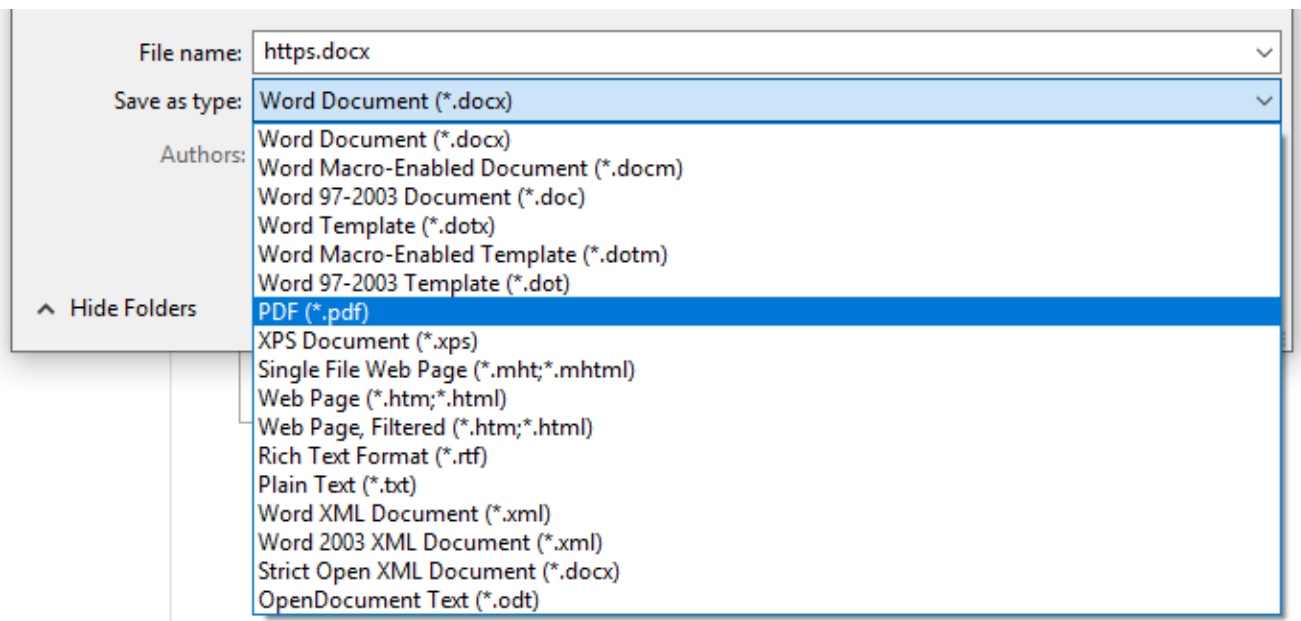 File name: https.docx
Save as type: Word Document (*.docx)
Authors:
Word Document (*.docx)
Word Macro-Enabled Document (*.docm)
Word 97-2003 Document (*.doc)
Word Template (*.dotx)
Word Macro-Enabled Template (*.dotm)
Word 97-2003 Template (*.dot)
Hide Folders
PDF (*.pdf)
XPS Document (*.xps)
Single File Web Page (*.mht;*.mhtml)
Web Page (*.htm;*.html)
Web Page, Filtered (*.htm;*.html)
Rich Text Format (*.rtf)
Plain Text (*.txt)
Word XML Document (*.xml)
Word 2003 XML Document (*.xml)
Strict Open XML Document (*.docx)
OpenDocument Text (*.odt)